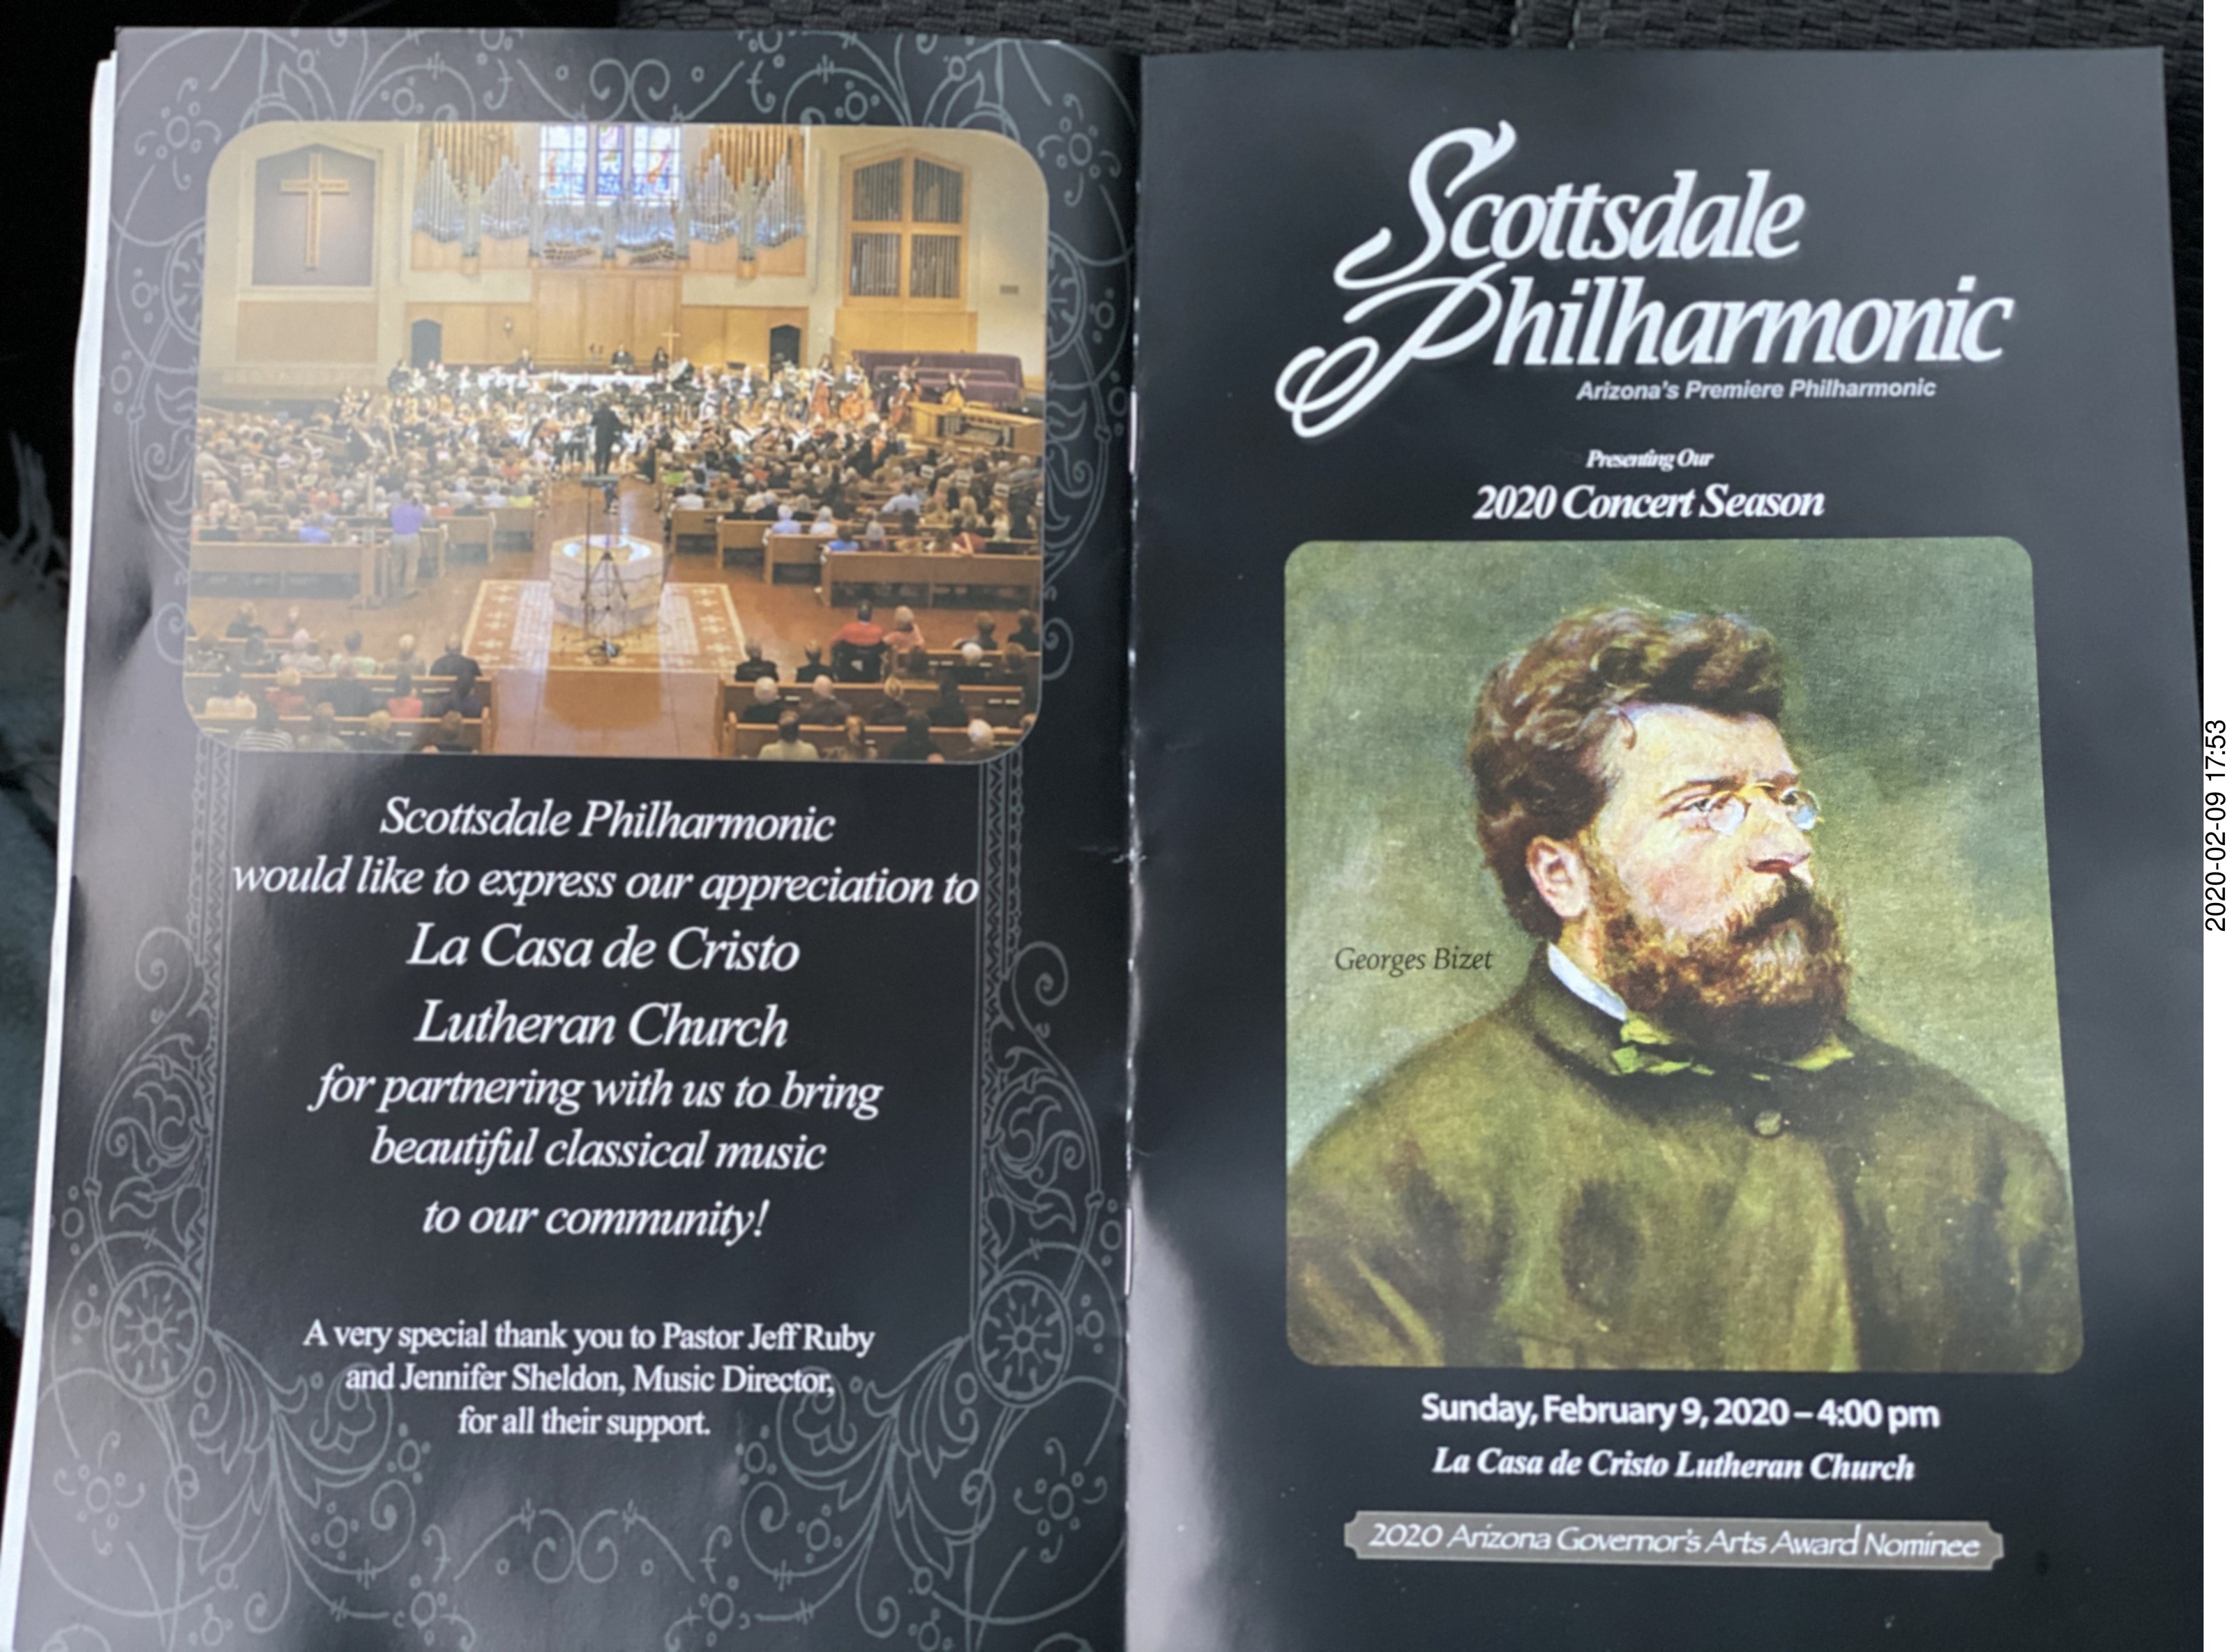 Scottsdale Philharmonic
would like to express our appreciation to
La Casa de Cristo
Lutheran Church
for partnering with us to bring
beautiful classical music
to our community!
A very special thank you to Pastor Jeff Ruby
and Jennifer Sheldon, Music Director,
for all their support.
Scottsdale
Philharmonic
Arizona's Premiere Philharmonic
Presenting Our
2020 Concert Season
Georges Bizet
Sunday, February 9, 2020 – 4:00 pm
La Casa de Cristo Lutheran Church
2020 Arizona Governor's Arts Award Nominee
2020-02-09 17:53